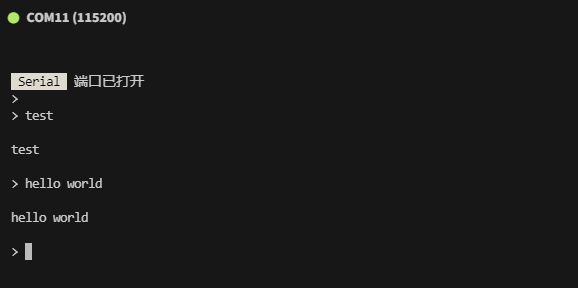 COM11 (115200)
Serial 端口已打开
>
> test
test
> hello world
hello world
>